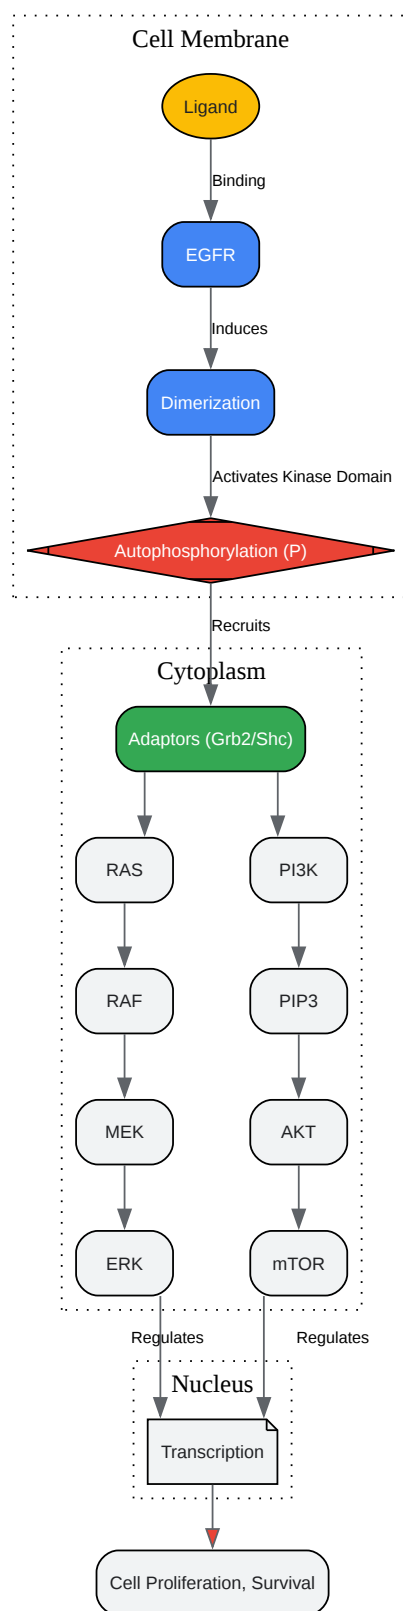 Cell Membrane
Ligand
Binding
EGFR
Induces
Dimerization
Activates Kinase Domain
Autophosphorylation (P)
Recruits
Cytoplasm
Adaptors (Grb2/Shc)
RAS
PI3K
RAF
PIP3
MEK
AKT
ERK
mTOR
Regulates
Regulates
Nucleus
Transcription
Cell Proliferation, Survival